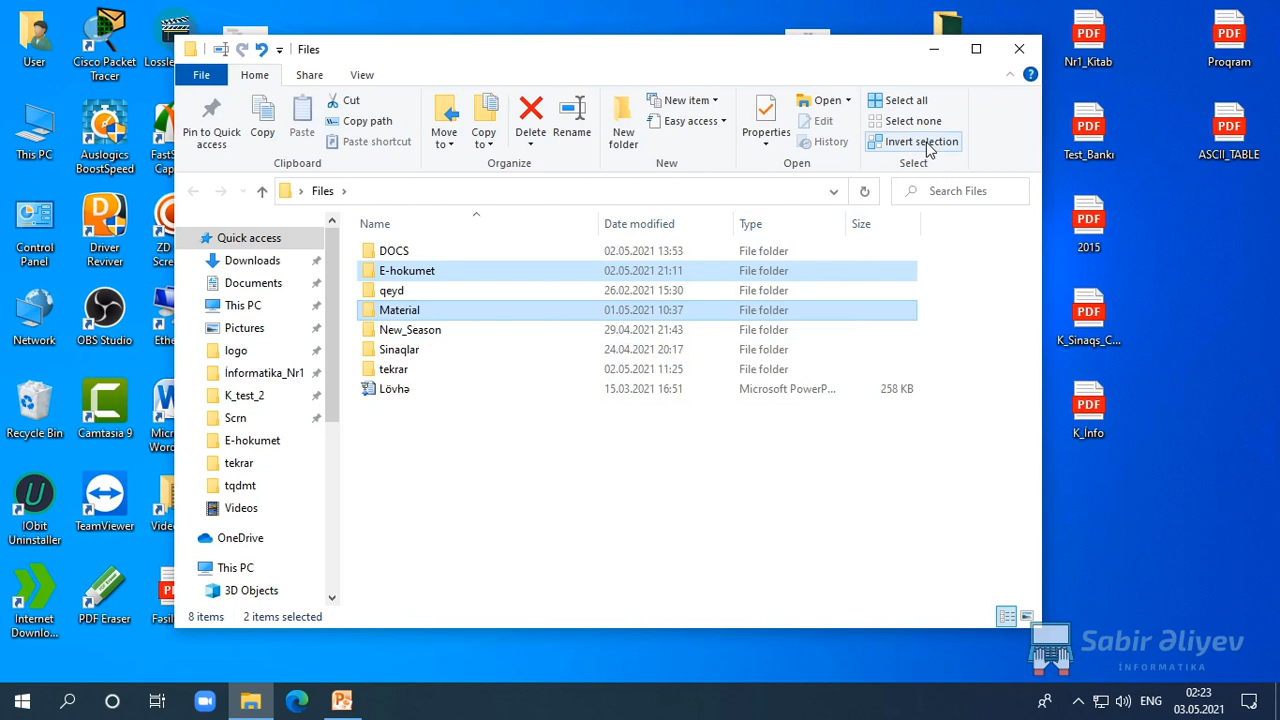 Files
File
Home
Share
View
Pin to Quick access
Copy
Paste
Cut
Copy path
Paste shortcut
Clipboard
Move to
Copy to
Delete
Rename
Organize
New folder
New item
Easy access
New
Properties
Open
Edit
History
Open
Select all
Select none
Invert selection
Select
Files
Search Files
Name
Date modified
Type
Size
DOCS 02.05.2021 13:53 File folder
E-hokumet 02.05.2021 21:11 File folder
qeyd 26.02.2021 15:30 File folder
Material 01.05.2021 10:37 File folder
New_Season 29.04.2021 21:43 File folder
Sinaqlar 24.04.2021 20:17 File folder
tekrar 02.05.2021 11:25 File folder
Lövhə 15.03.2021 16:51 Microsoft PowerP... 258 KB
Quick access
Downloads
Documents
This PC
Pictures
logo
İnformatika_Nr1
K_test_2
Scrn
E-hokumet
tekrar
tqdmt
Videos
OneDrive
This PC
3D Objects
8 items
2 items selected
User
Cisco Packet
Tracer
This PC
Auslogics
BoostSpeed
Control
Panel
Driver
Reviver
Network
OBS Studio
Recycle Bin
Camtasia 9
IObit
Uninstaller
TeamViewer
Internet
Downlo...
PDF Eraser
PDF
Nr1_Kitab
PDF
Proqram
PDF
Test_Bankı
PDF
ASCII_TABLE
PDF
2015
PDF
K_Sinaqs_C...
PDF
K_İnfo
Sabir Əliyev
İNFORMATIKA
ENG
02:23
03.05.2021